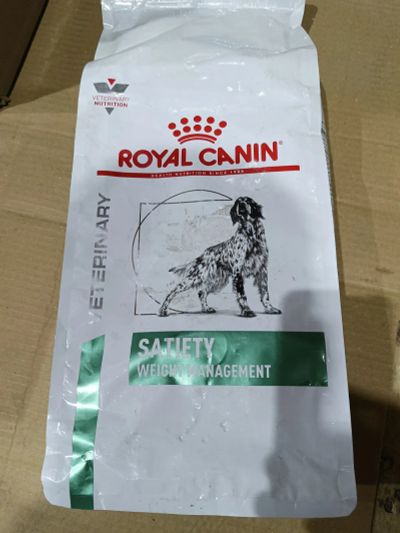 VETERINARY
NUTRITION
ROYAL CANIN
HEALTH NUTRITION SINCE 1968
VETERINARY
SATIETY
WEIGHT MANAGEMENT